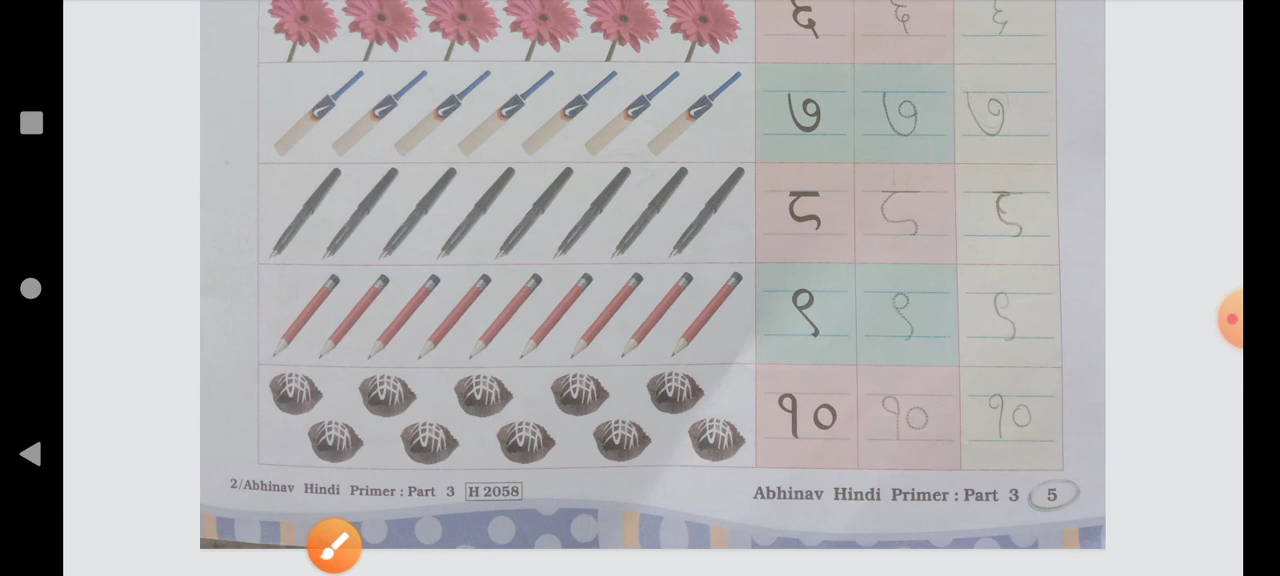 ६ ६ ६
७ ७ ७
८ ८ ८
९ ९ ९
१० १० १०
2/Abhinav Hindi Primer : Part 3 H 2058
Abhinav Hindi Primer : Part 3 5